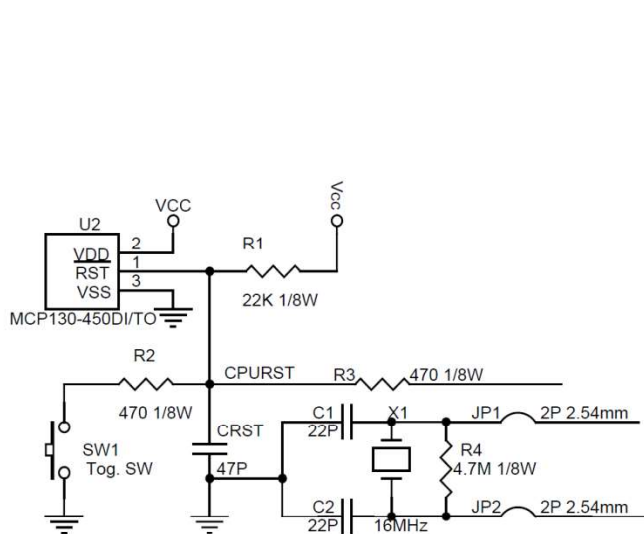 VCC
Vcc
U2
R1
VDD
2
RST
1
VSS
3
22K 1/8W
MCP130-450DI/TO
R2
CPURST
R3
470 1/8W
470 1/8W
C1
X1
JP1
2P 2.54mm
CRST
22P
SW1
R4
Tog. SW
47P
4.7M 1/8W
C2
JP2
2P 2.54mm
22P
16MHz